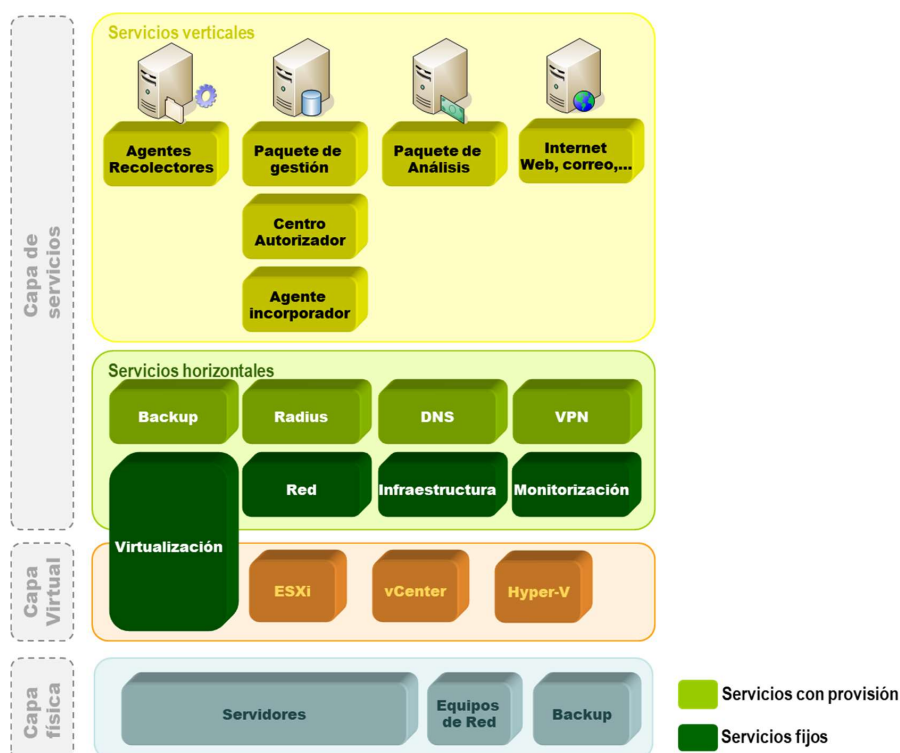 Capa de
servicios
Servicios verticales
Agentes
Recolectores
Paquete de
gestión
Paquete de
Análisis
Internet
Web, correo,...
Centro
Autorizador
Agente
incorporador
Servicios horizontales
Backup
Radius
DNS
VPN
Virtualización
Red
Infraestructura
Monitorización
Capa
Virtual
ESXi
vCenter
Hyper-V
Capa
física
Servidores
Equipos
de Red
Backup
Servicios con provisión
Servicios fijos